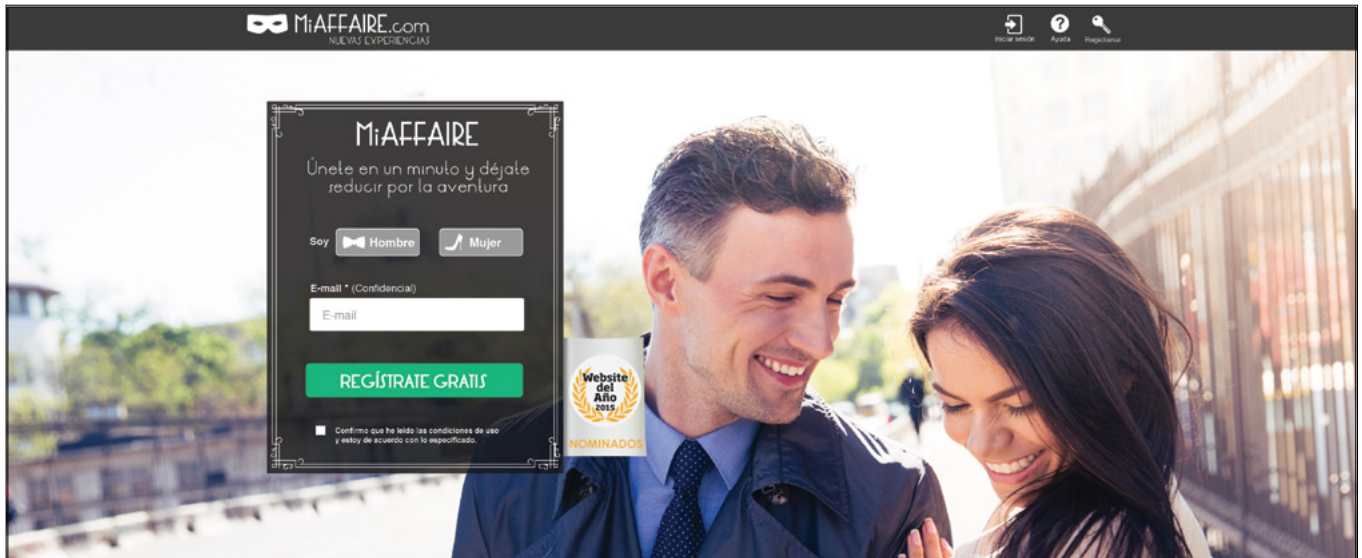 MiAFFAIRE.com
NUEVAS EXPERIENCIAS
Iniciar sesión
Ayuda
Registrarse
MiAFFAIRE
Únete en un minuto y déjate
seducir por la aventura
Soy
Hombre
Mujer
E-mail * (Confidencial)
E-mail
REGÍSTRATE GRATIS
Confirmo que he leído las condiciones de uso
y estoy de acuerdo con lo especificado.
Website
del
Año
2015
NOMINADOS